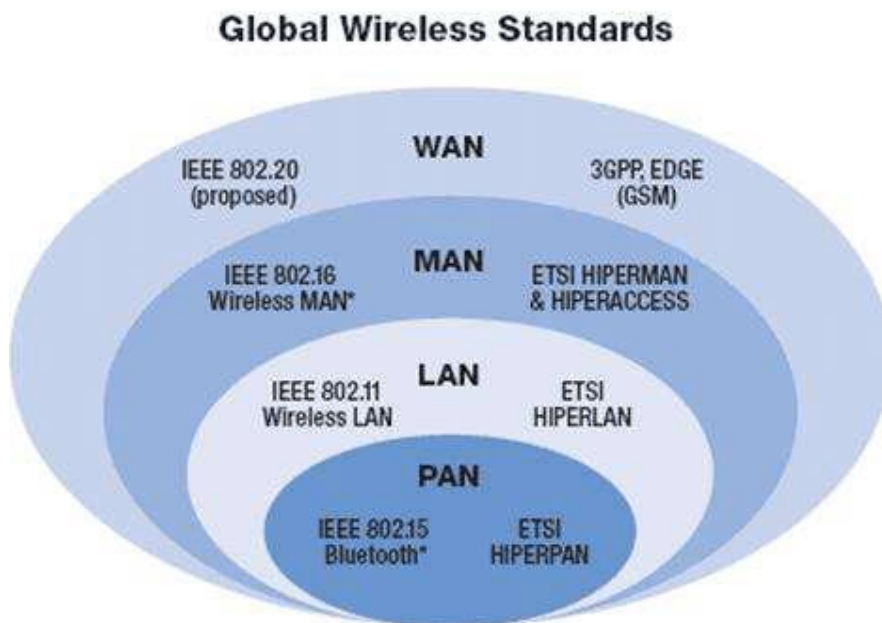 Global Wireless Standards
WAN
IEEE 802.20
(proposed)
3GPP, EDGE
(GSM)
MAN
IEEE 802.16
Wireless MAN*
ETSI HIPERMAN
& HIPERACCESS
LAN
IEEE 802.11
Wireless LAN
ETSI
HIPERLAN
PAN
IEEE 802.15
Bluetooth*
ETSI
HIPERPAN